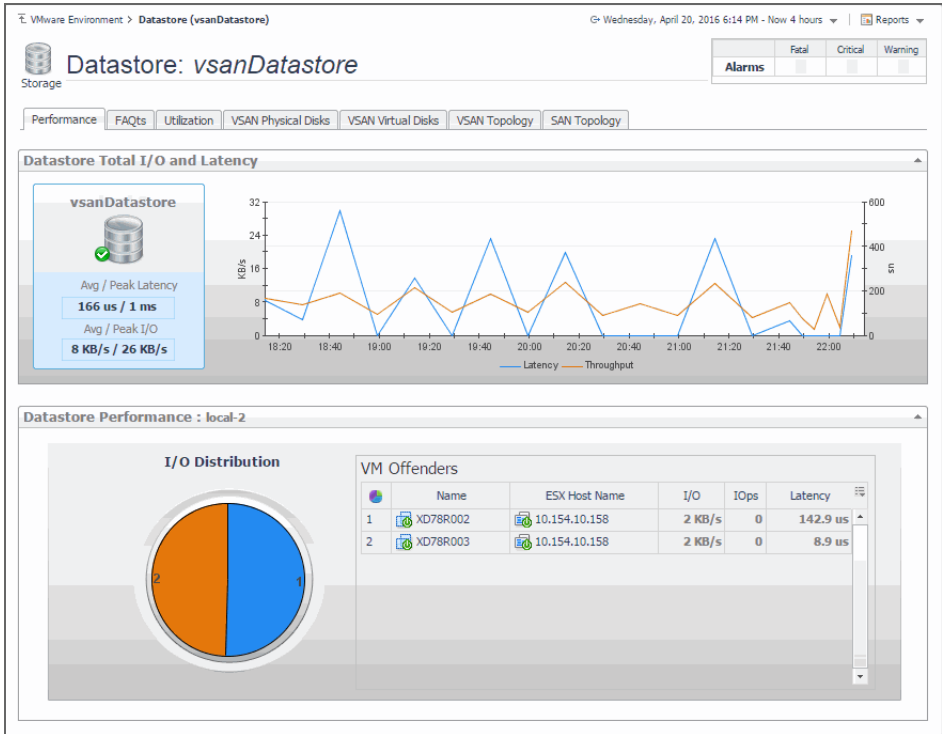 VMware Environment > Datastore (vsanDatastore)
Wednesday, April 20, 2016 6:14 PM - Now 4 hours
Reports
Storage
Datastore: vsanDatastore
Fatal Critical Warning
Alarms
Performance FAQts Utilization VSAN Physical Disks VSAN Virtual Disks VSAN Topology SAN Topology
Datastore Total I/O and Latency
vsanDatastore
Avg / Peak Latency
166 us / 1 ms
Avg / Peak I/O
8 KB/s / 26 KB/s
32
24
16
8
0
KB/s
600
400
200
0
us
18:20 18:40 19:00 19:20 19:40 20:00 20:20 20:40 21:00 21:20 21:40 22:00
Latency Throughput
Datastore Performance : local-2
I/O Distribution
2 1
VM Offenders
Name ESX Host Name I/O IOps Latency
1 XD78R002 10.154.10.158 2 KB/s 0 142.9 us
2 XD78R003 10.154.10.158 2 KB/s 0 8.9 us